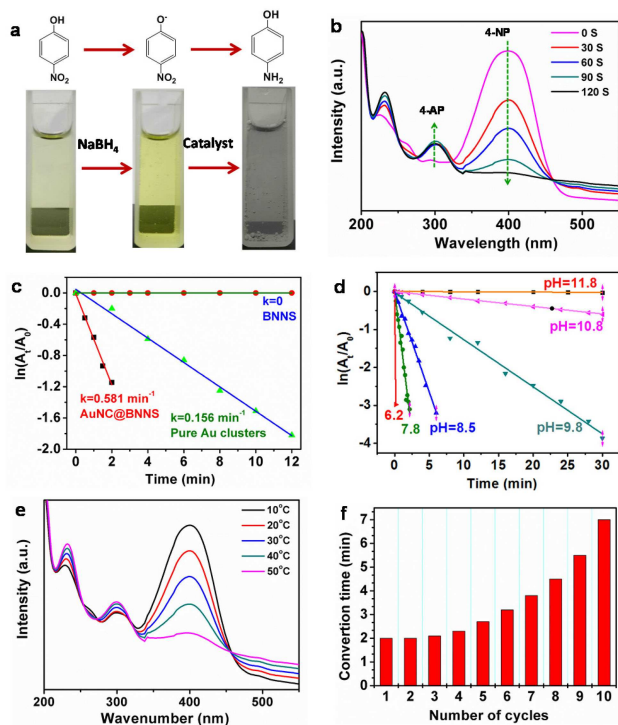 a
OH
O⁻
OH
NO₂
NO₂
NH₂
NaBH₄
Catalyst
b
4-NP
4-AP
0 S
30 S
60 S
90 S
120 S
Intensity (a.u.)
200 300 400 500
Wavelength (nm)
c
0.0
-0.4
-0.8
-1.2
-1.6
-2.0
ln(Aₜ/A₀)
k=0
BNNS
k=0.581 min⁻¹
AuNC@BNNS
k=0.156 min⁻¹
Pure Au clusters
0 2 4 6 8 10 12
Time (min)
d
0
-1
-2
-3
-4
ln(Aₜ/A₀)
pH=11.8
pH=10.8
6.2
7.8
pH=8.5
pH=9.8
0 5 10 15 20 25 30
Time (min)
e
10°C
20°C
30°C
40°C
50°C
Intensity (a.u.)
200 300 400 500
Wavenumber (nm)
f
7
6
5
4
3
2
1
0
Convertion time (min)
1 2 3 4 5 6 7 8 9 10
Number of cycles